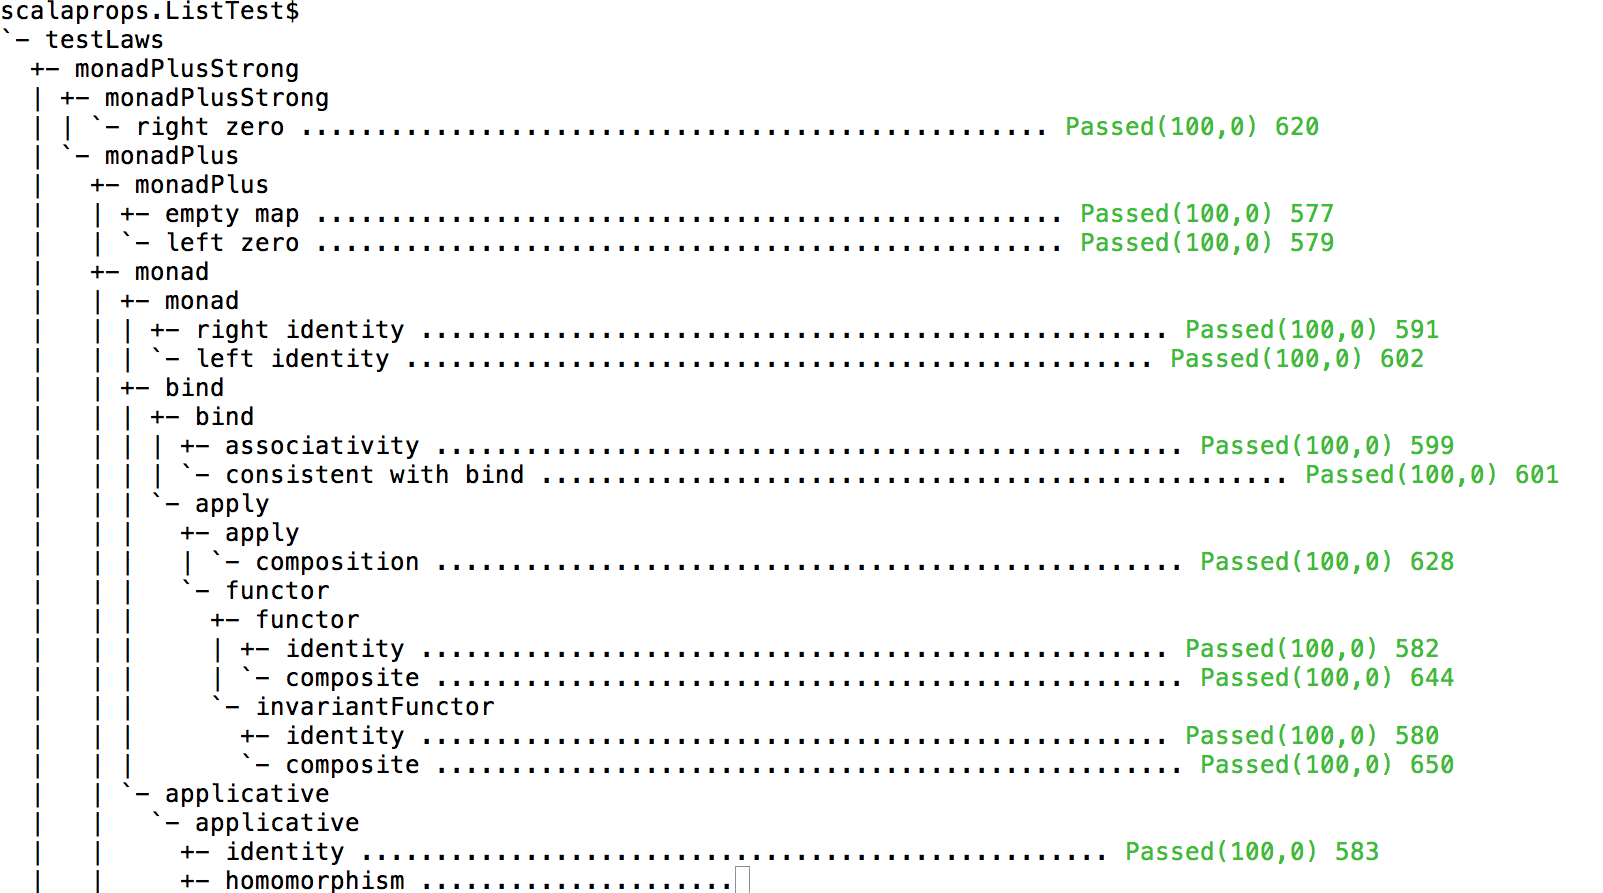 scalaprops.ListTest$
`- testLaws
  +- monadPlusStrong
  | +- monadPlusStrong
  | | `- right zero .................................................. Passed(100,0) 620
  | `- monadPlus
  |   +- monadPlus
  |   | +- empty map .................................................. Passed(100,0) 577
  |   | `- left zero .................................................. Passed(100,0) 579
  |   +- monad
  |   | +- monad
  |   | | +- right identity .................................................. Passed(100,0) 591
  |   | | `- left identity .................................................. Passed(100,0) 602
  |   | +- bind
  |   | | +- bind
  |   | | | +- associativity .................................................. Passed(100,0) 599
  |   | | | `- consistent with bind .................................................. Passed(100,0) 601
  |   | | `- apply
  |   | |   +- apply
  |   | |   | `- composition .................................................. Passed(100,0) 628
  |   | |   `- functor
  |   | |     +- functor
  |   | |     | +- identity .................................................. Passed(100,0) 582
  |   | |     | `- composite .................................................. Passed(100,0) 644
  |   | |     `- invariantFunctor
  |   | |       +- identity .................................................. Passed(100,0) 580
  |   | |       `- composite .................................................. Passed(100,0) 650
  |   | `- applicative
  |   |   `- applicative
  |   |     +- identity .................................................. Passed(100,0) 583
  |   |     +- homomorphism .....................